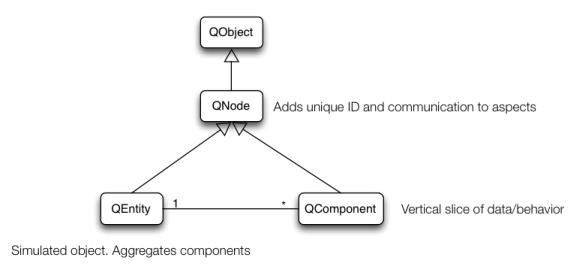 QObject
QNode
Adds unique ID and communication to aspects
QEntity
1
*
QComponent
Vertical slice of data/behavior
Simulated object. Aggregates components